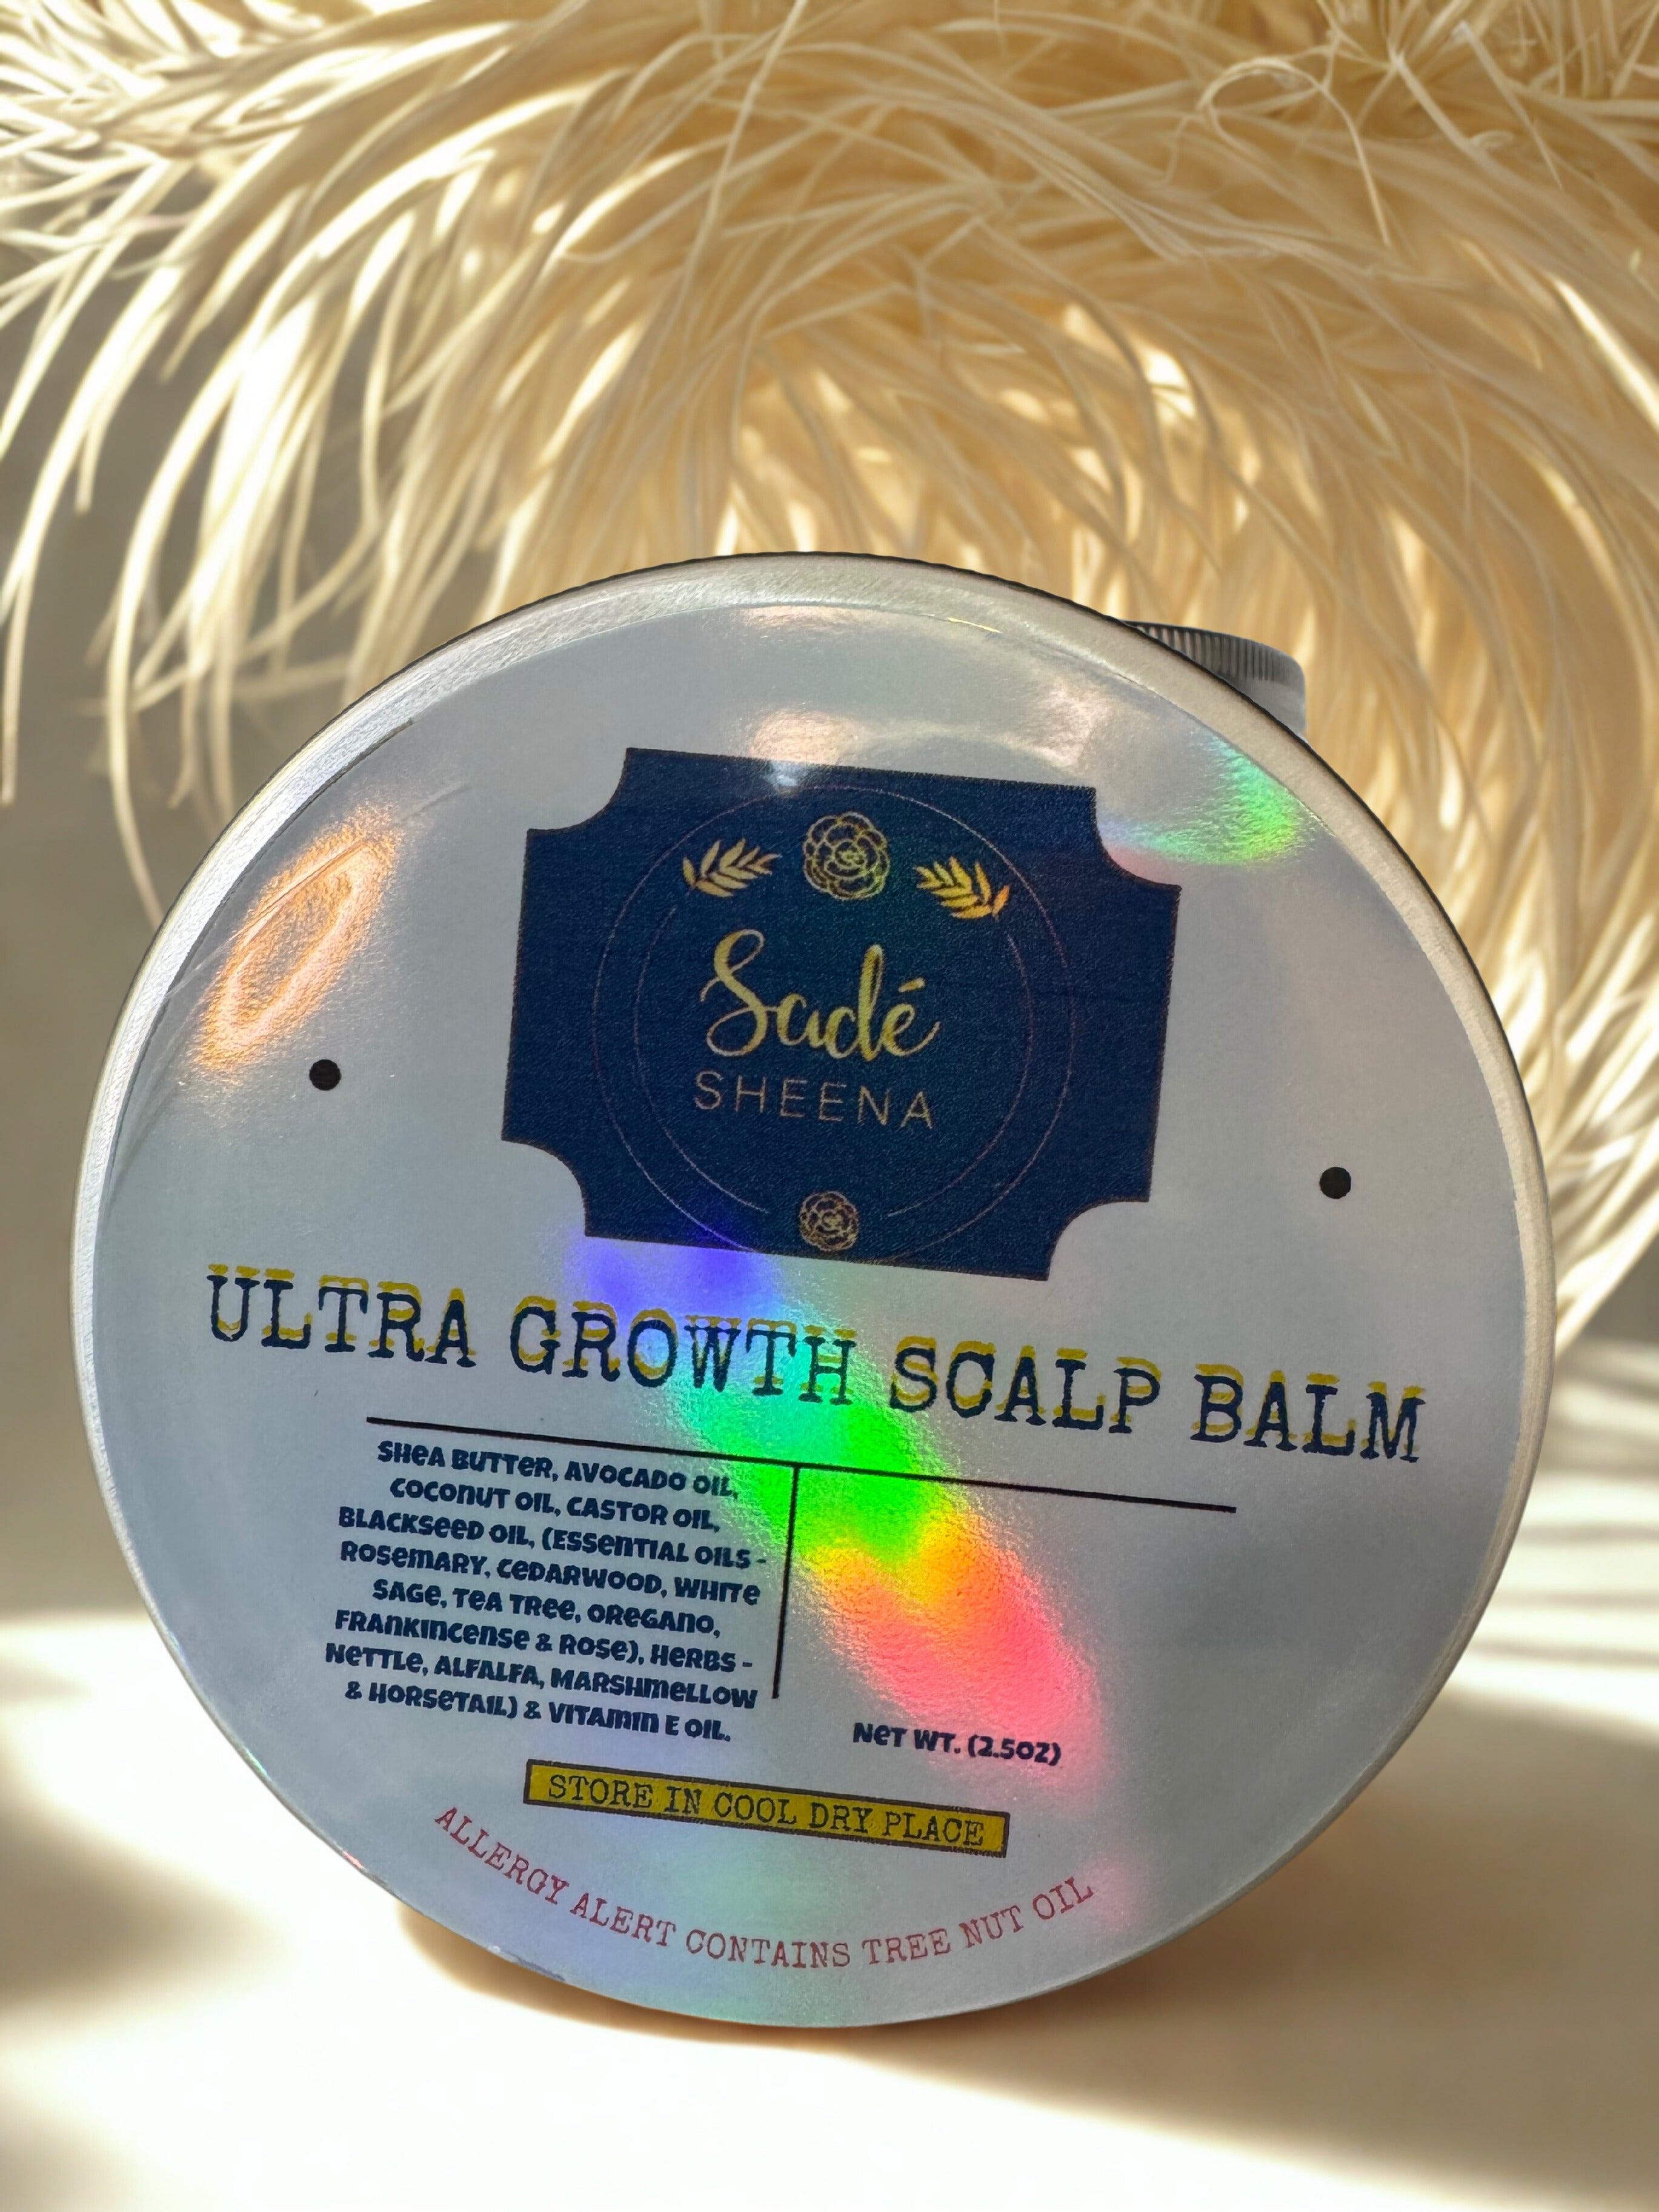 Sadé
SHEENA
ULTRA GROWTH SCALP BALM
SHEA BUTTER, AVOCADO OIL,
COCONUT OIL, CASTOR OIL,
BLACKSEED OIL, (ESSENTIAL OILS -
ROSEMARY, CEDARWOOD, WHITE
SAGE, TEA TREE, OREGANO,
FRANKINCENSE & ROSE), HERBS -
NETTLE, ALFALFA, MARSHMELLOW
& HORSETAIL) & VITAMIN E OIL.
NET WT. (2.5OZ)
STORE IN COOL DRY PLACE
ALLERGY ALERT CONTAINS TREE NUT OIL